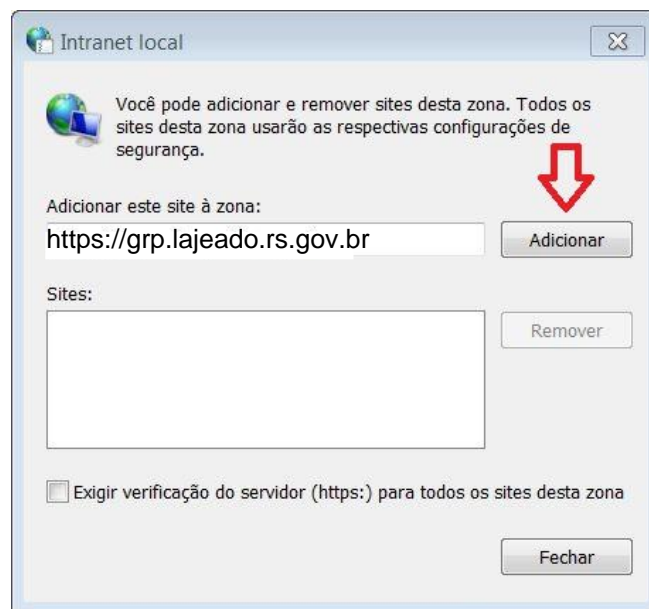 Intranet local
Você pode adicionar e remover sites desta zona. Todos os
sites desta zona usarão as respectivas configurações de
segurança.
Adicionar este site à zona:
https://grp.lajeado.rs.gov.br
Adicionar
Sites:
Remover
Exigir verificação do servidor (https:) para todos os sites desta zona
Fechar